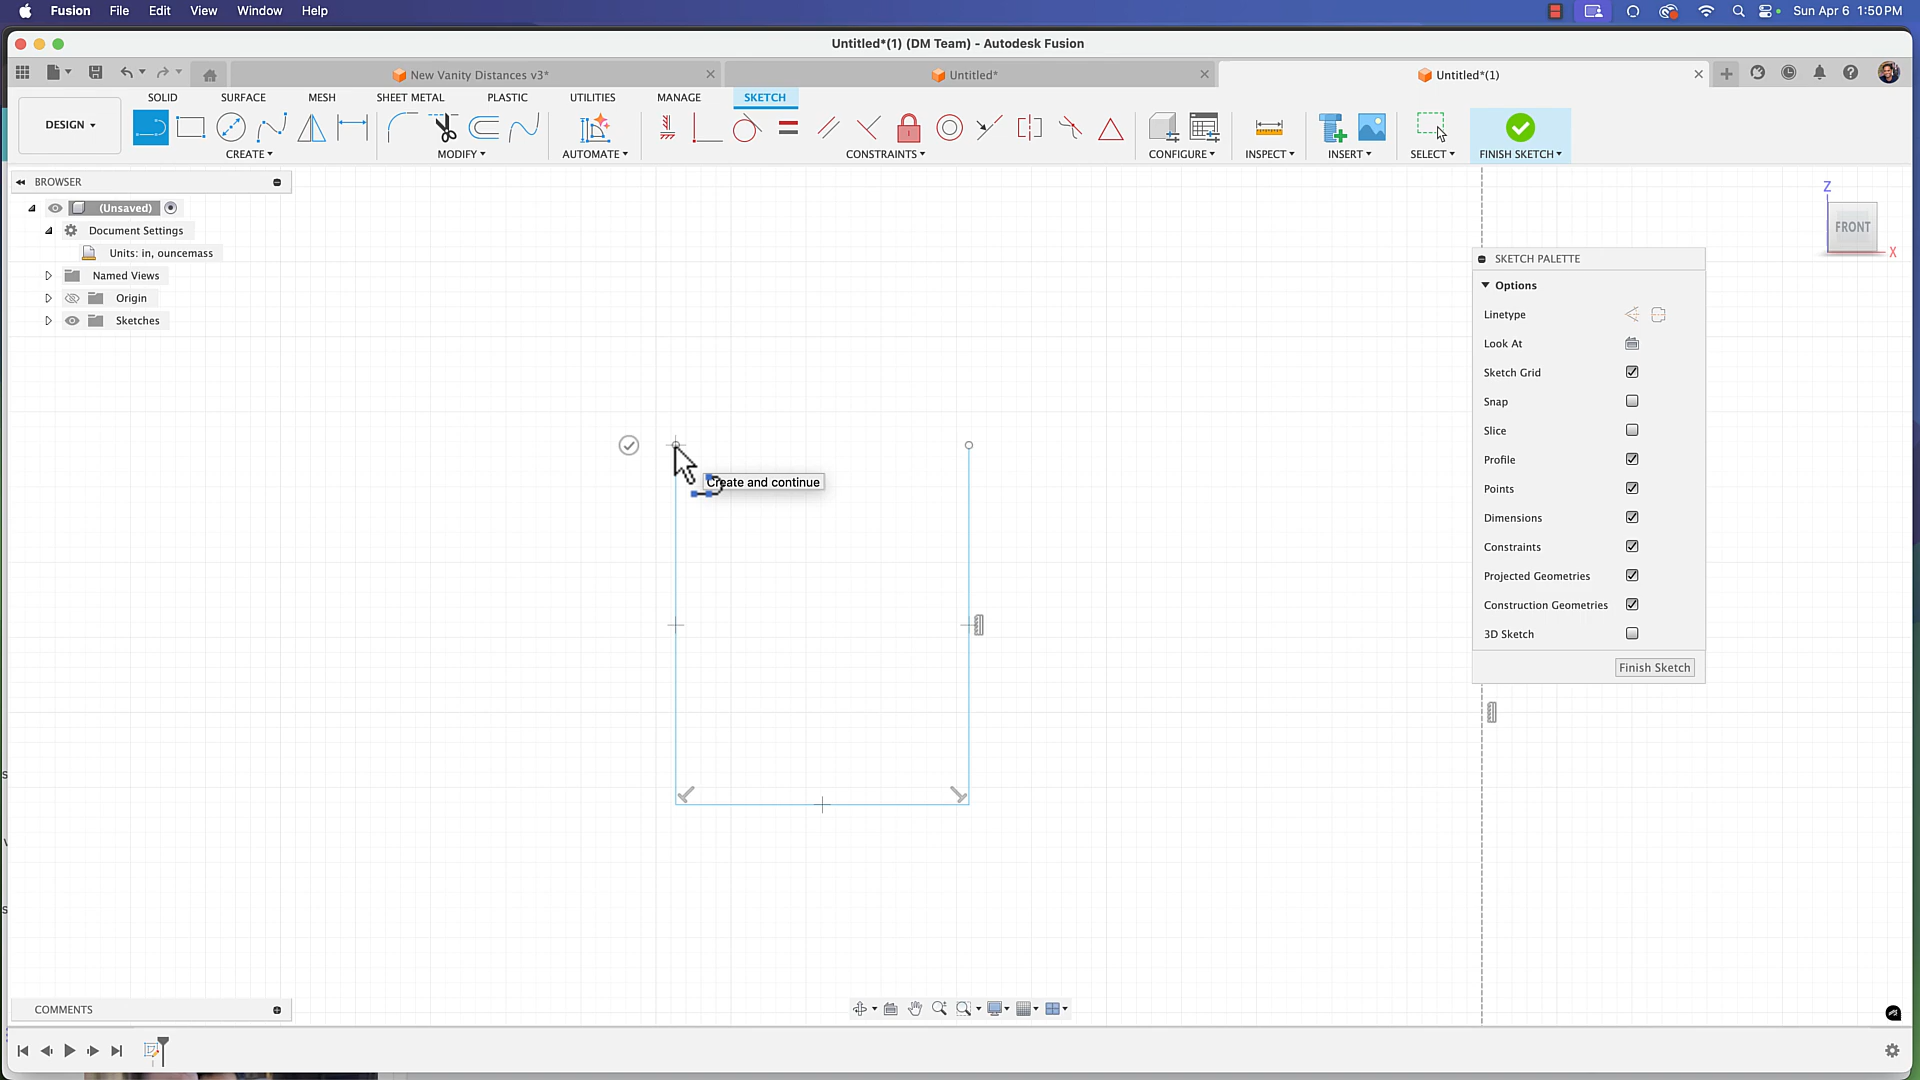 Fusion File Edit View Window Help Sun Apr 6 1:50PM
Untitled*(1) (DM Team) - Autodesk Fusion
New Vanity Distances v3* Untitled* Untitled*(1)
SOLID SURFACE MESH SHEET METAL PLASTIC UTILITIES MANAGE SKETCH
DESIGN
CREATE MODIFY AUTOMATE CONSTRAINTS CONFIGURE INSPECT INSERT SELECT FINISH SKETCH
BROWSER
(Unsaved)
Document Settings
Units: in, ouncemass
Named Views
Origin
Sketches
Z
FRONT
X
SKETCH PALETTE
Options
Linetype
Look At
Sketch Grid
Snap
Slice
Profile
Points
Dimensions
Constraints
Projected Geometries
Construction Geometries
3D Sketch
Finish Sketch
Create and continue
COMMENTS